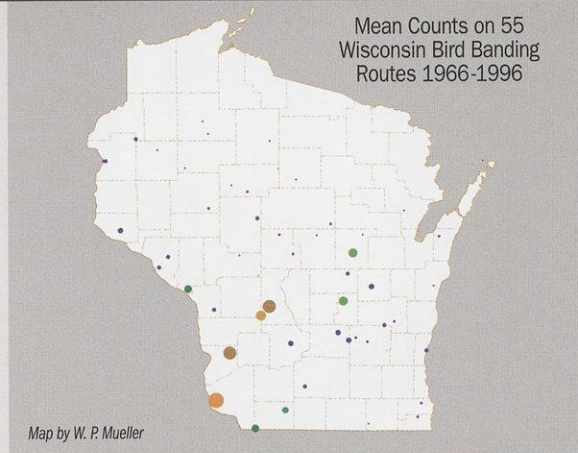 Mean Counts on 55
Wisconsin Bird Banding
Routes 1966-1996
Map by W. P. Mueller